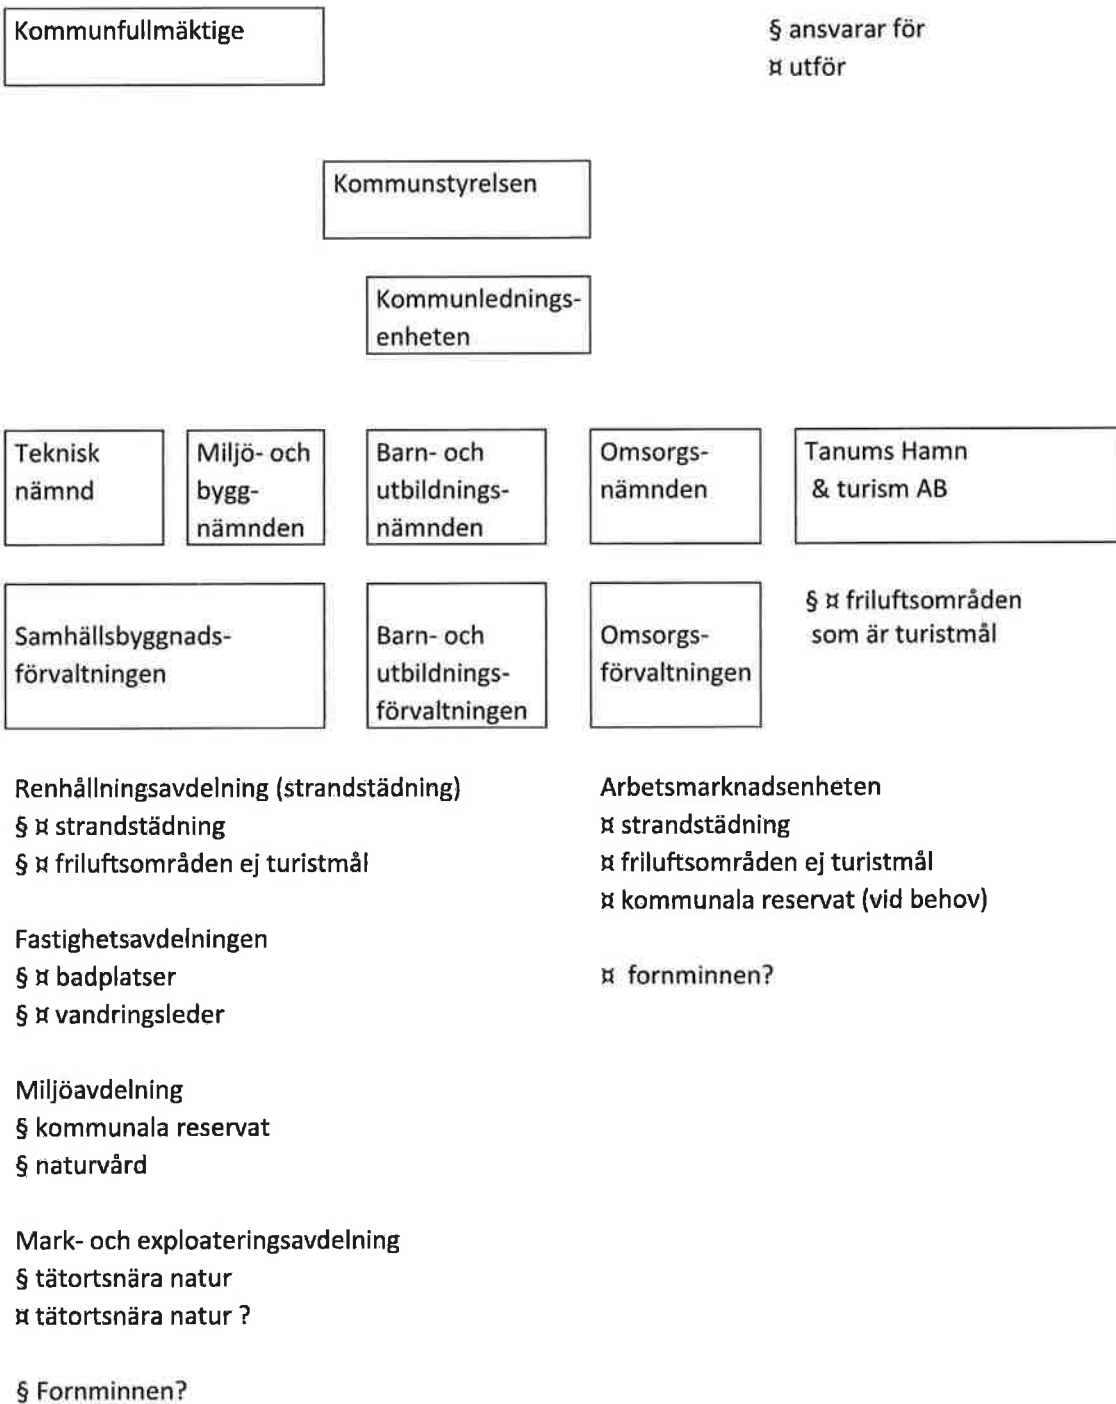 Kommunfullmäktige
§ ansvarar för
¤ utför
Kommunstyrelsen
Kommunlednings-
enheten
Teknisk
nämnd
Miljö- och
bygg-
nämnden
Barn- och
utbildnings-
nämnden
Omsorgs-
nämnden
Tanums Hamn
& turism AB
Samhällsbyggnads-
förvaltningen
Barn- och
utbildnings-
förvaltningen
Omsorgs-
förvaltningen
§ ¤ friluftsområden
som är turistmål
Renhållningsavdelning (strandstädning)
§ ¤ strandstädning
§ ¤ friluftsområden ej turistmål
Fastighetsavdelningen
§ ¤ badplatser
§ ¤ vandringsleder
Miljöavdelning
§ kommunala reservat
§ naturvård
Mark- och exploateringsavdelning
§ tätortsnära natur
¤ tätortsnära natur ?
§ Fornminnen?
Arbetsmarknadsenheten
¤ strandstädning
¤ friluftsområden ej turistmål
¤ kommunala reservat (vid behov)
¤ fornminnen?